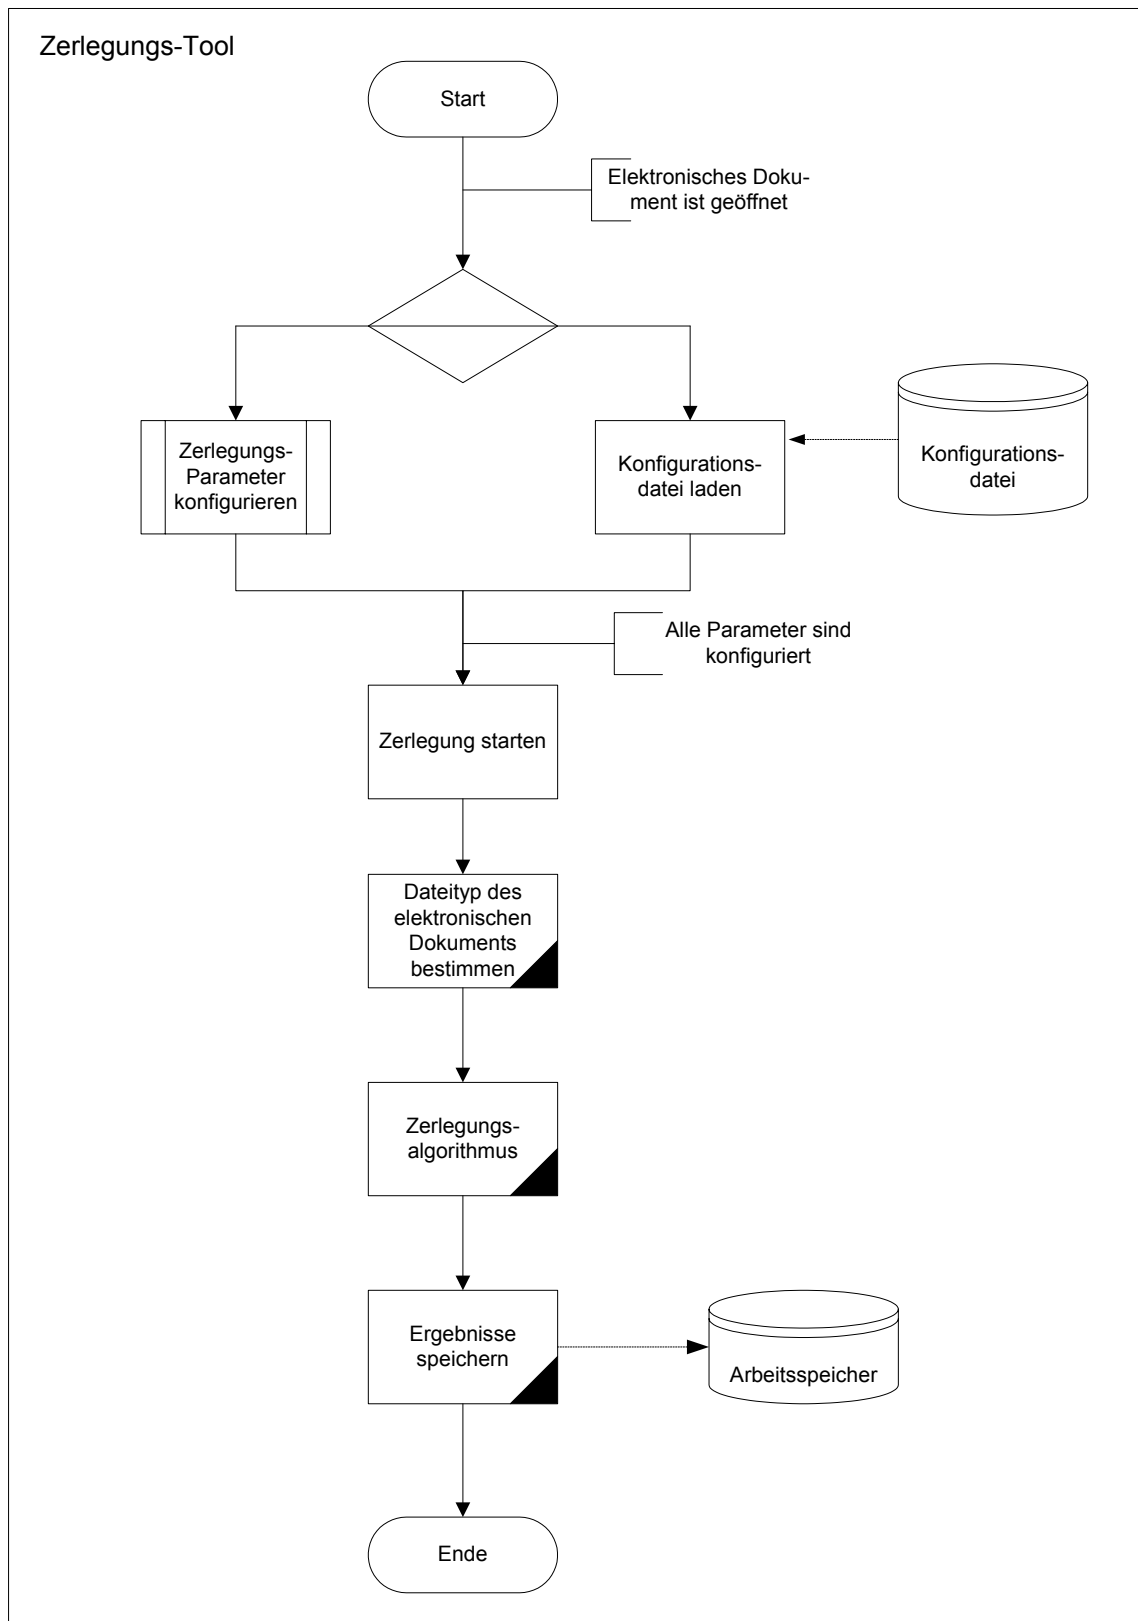 Zerlegungs-Tool
Start
Elektronisches Doku-
ment ist geöffnet
Zerlegungs-
Parameter
konfigurieren
Konfigurations-
datei laden
Konfigurations-
datei
Alle Parameter sind
konfiguriert
Zerlegung starten
Dateityp des
elektronischen
Dokuments
bestimmen
Zerlegungs-
algorithmus
Ergebnisse
speichern
Arbeitsspeicher
Ende